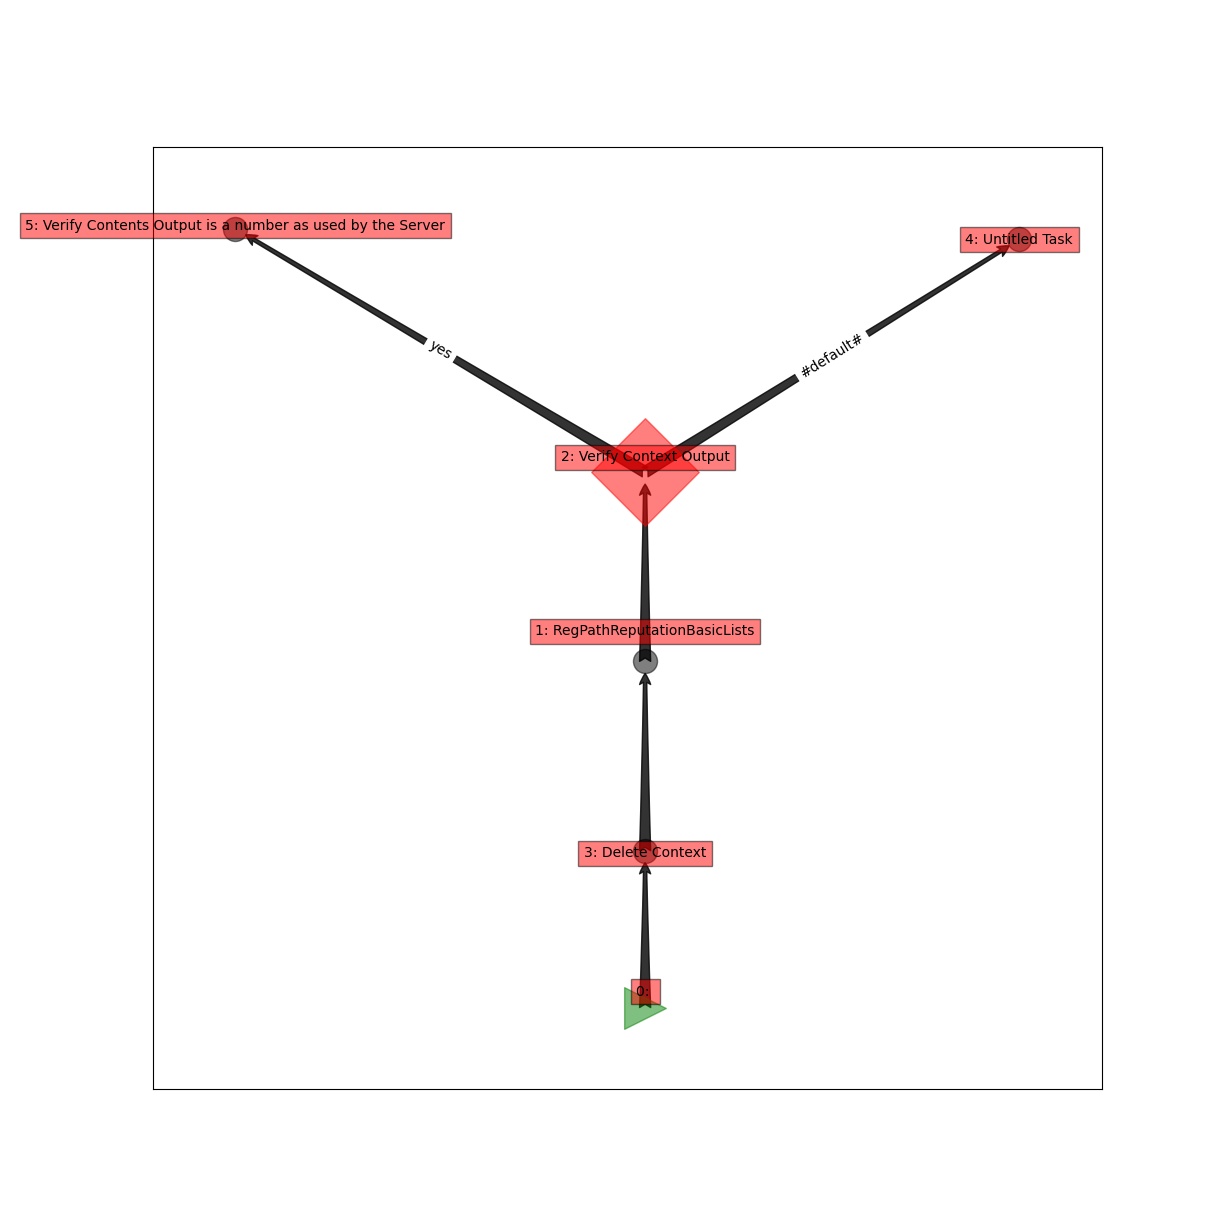 5: Verify Contents Output is a number as used by the Server
4: Untitled Task
yes
#default#
2: Verify Context Output
1: RegPathReputationBasicLists
3: Delete Context
0: